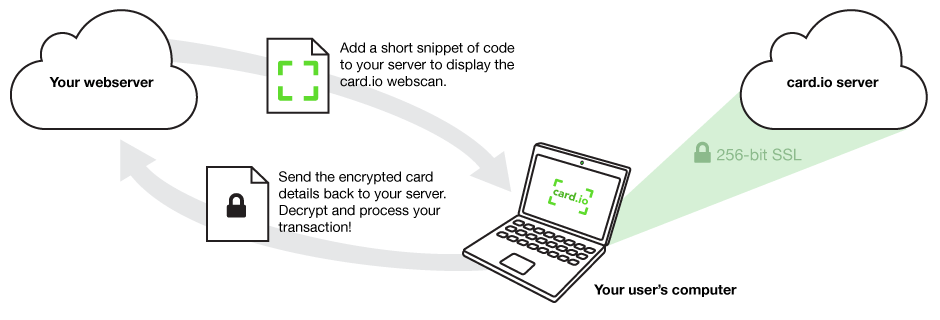 Your webserver
Add a short snippet of code
to your server to display the
card.io webscan.
card.io server
256-bit SSL
Send the encrypted card
details back to your server.
Decrypt and process your
transaction!
card.io
Your user's computer